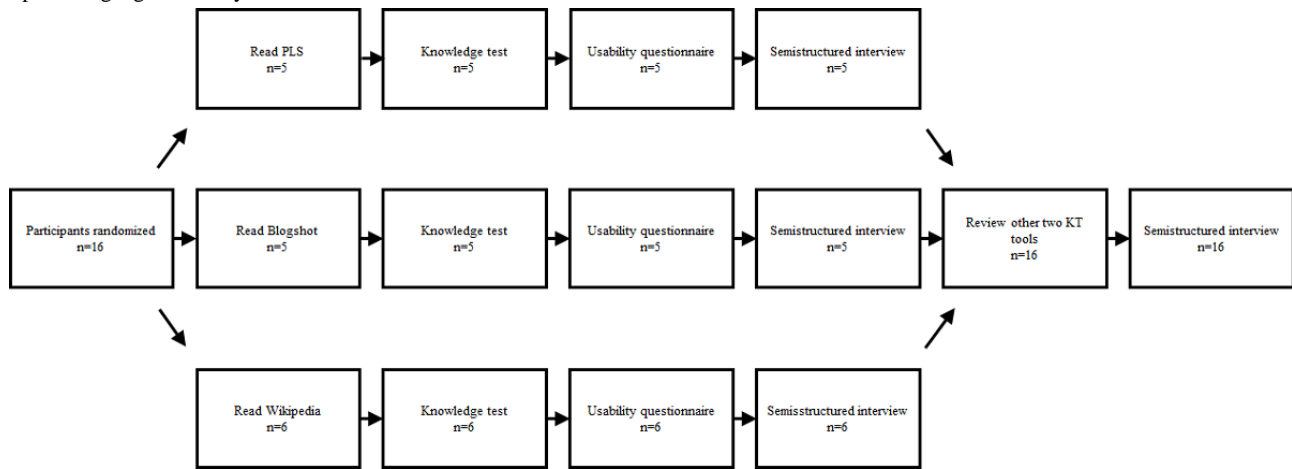 Read PLS
n=5
Knowledge test
n=5
Usability questionnaire
n=5
Semistructured interview
n=5
Participants randomized
n=16
Read Blogshot
n=5
Knowledge test
n=5
Usability questionnaire
n=5
Semistructured interview
n=5
Review other two KT
tools
n=16
Semistructured interview
n=16
Read Wikipedia
n=6
Knowledge test
n=6
Usability questionnaire
n=6
Semisstructured interview
n=6